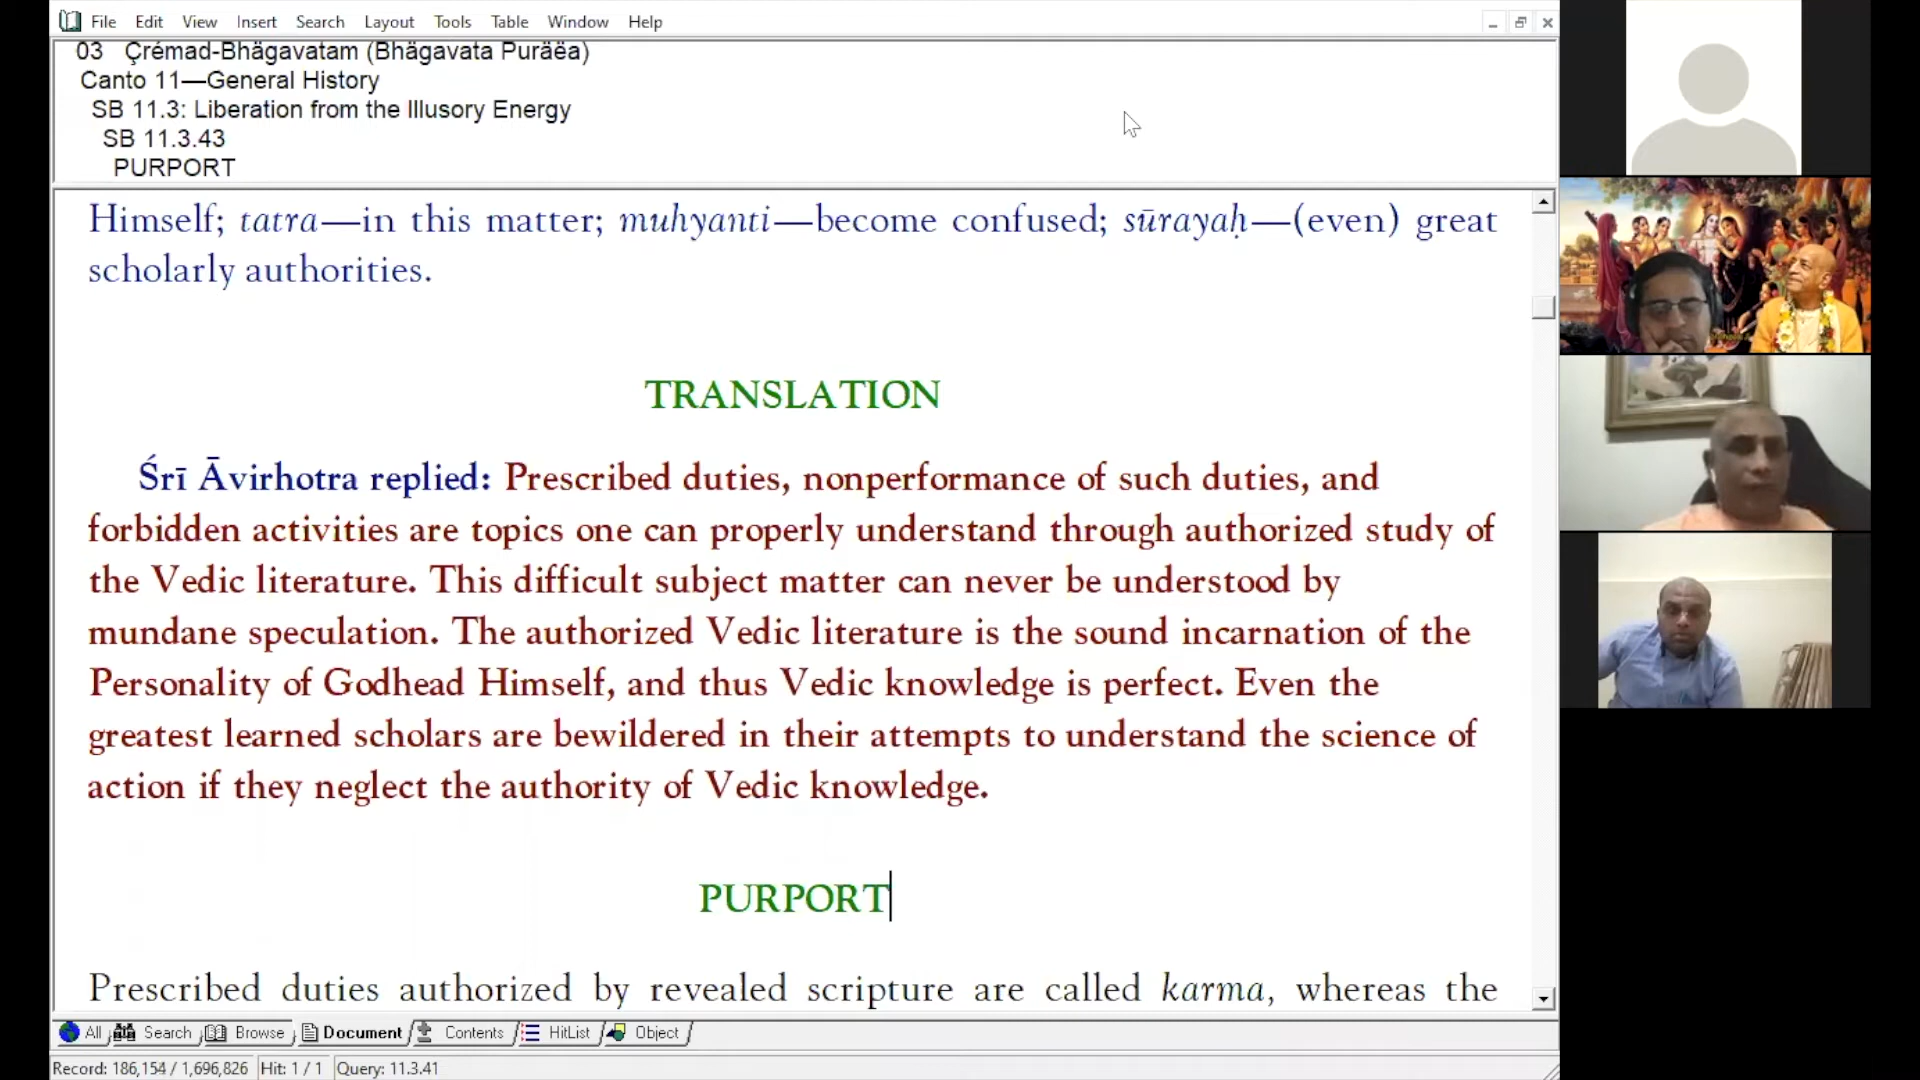 File Edit View Insert Search Layout Tools Table Window Help
03 Çrémad-Bhägavatam (Bhägavata Puräëa)
Canto 11—General History
SB 11.3: Liberation from the Illusory Energy
SB 11.3.43
PURPORT
Himself; tatra—in this matter; muhyanti—become confused; sūrayaḥ—(even) great
scholarly authorities.
TRANSLATION
Śrī Āvirhotra replied: Prescribed duties, nonperformance of such duties, and
forbidden activities are topics one can properly understand through authorized study of
the Vedic literature. This difficult subject matter can never be understood by
mundane speculation. The authorized Vedic literature is the sound incarnation of the
Personality of Godhead Himself, and thus Vedic knowledge is perfect. Even the
greatest learned scholars are bewildered in their attempts to understand the science of
action if they neglect the authority of Vedic knowledge.
PURPORT
Prescribed duties authorized by revealed scripture are called karma, whereas the
All Search Browse Document Contents HitList Object
Record: 186,154 / 1,696,826 Hit: 1 / 1 Query: 11.3.41